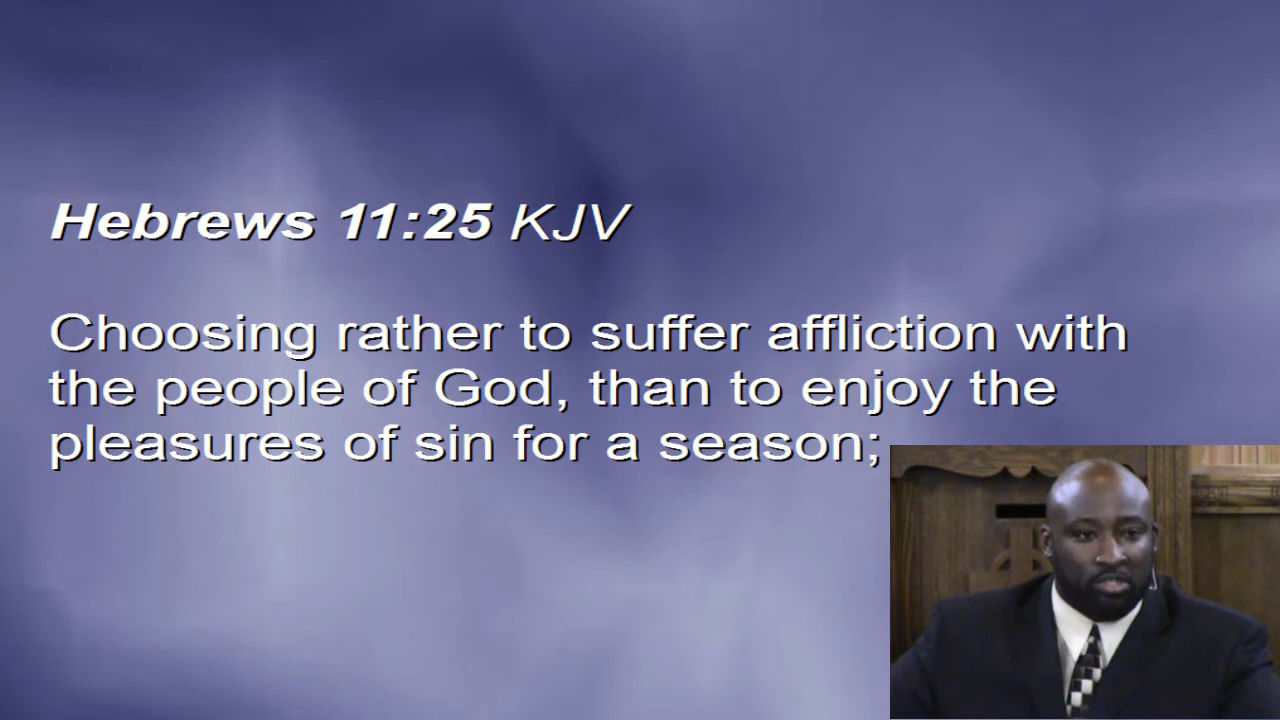 Hebrews 11:25 KJV
Choosing rather to suffer affliction with
the people of God, than to enjoy the
pleasures of sin for a season;